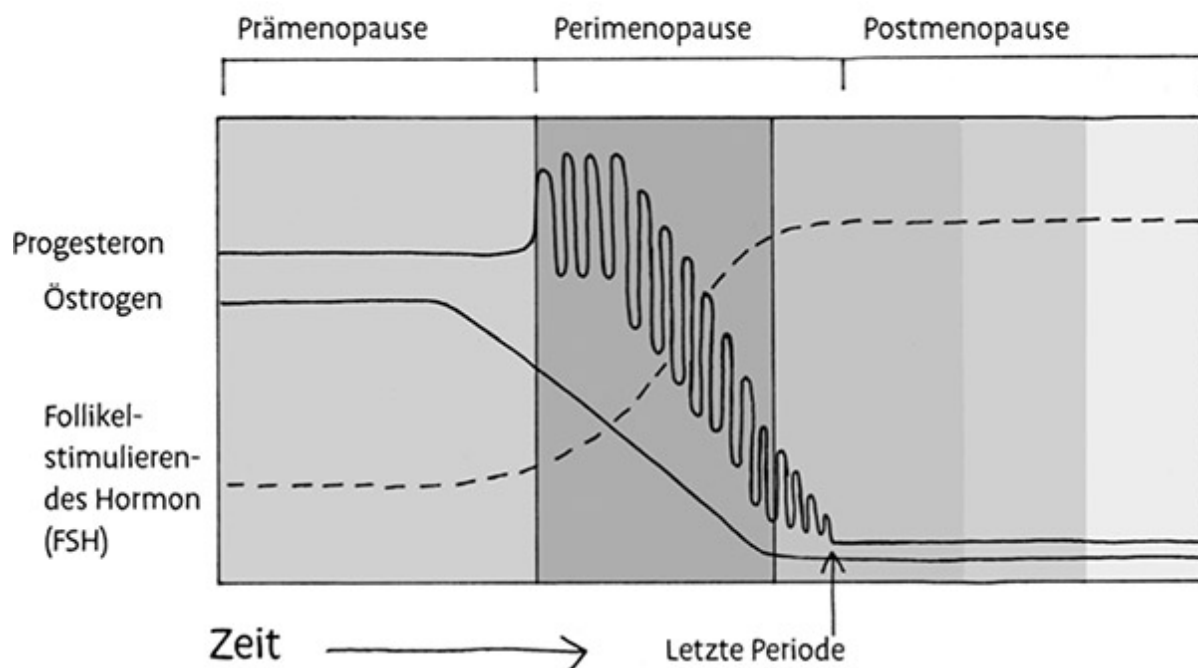 Prämenopause
Perimenopause
Postmenopause
Progesteron
Östrogen
Follikel-
stimulieren-
des Hormon
(FSH)
Zeit
Letzte Periode